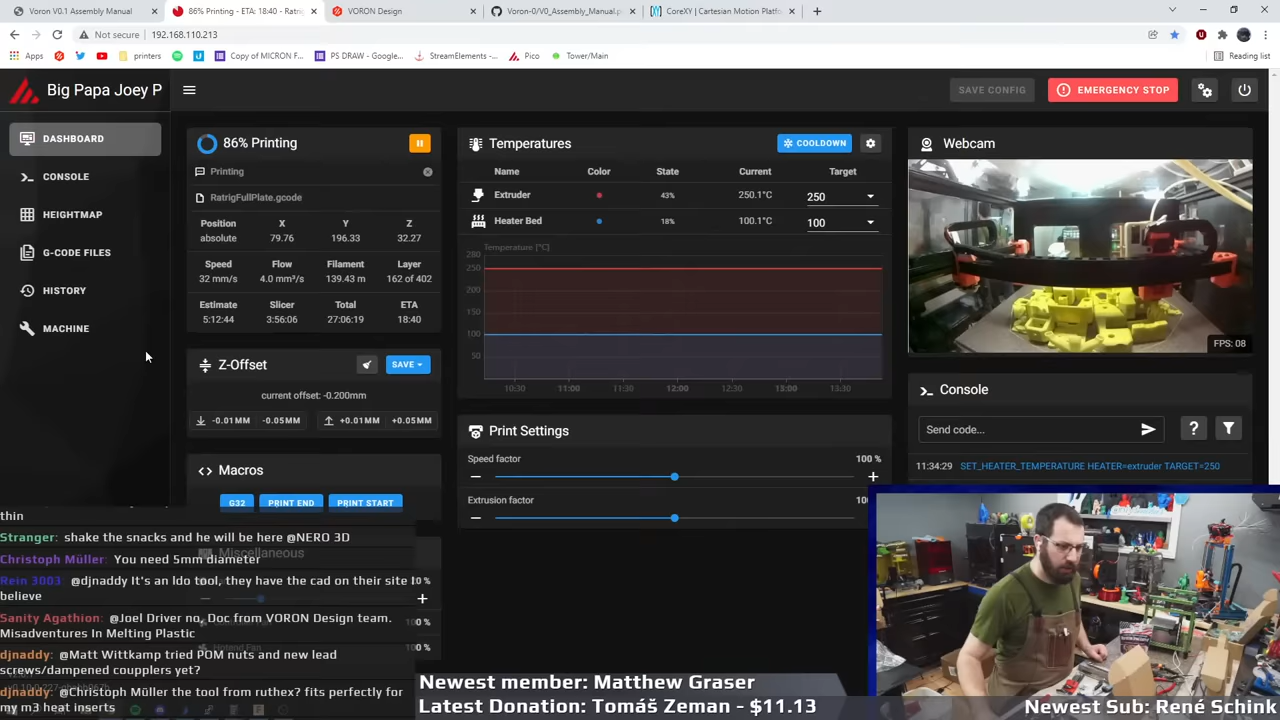 Voron V0.1 Assembly Manual
86% Printing - ETA: 18:40 - Ratrig
VORON Design
Voron-0/V0_Assembly_Manual.p
CoreXY | Cartesian Motion Platfo
Not secure | 192.168.110.213
Apps
printers
Copy of MICRON F...
PS DRAW - Google...
StreamElements -...
Pico
Tower/Main
Reading list
Big Papa Joey P
SAVE CONFIG
EMERGENCY STOP
DASHBOARD
CONSOLE
HEIGHTMAP
G-CODE FILES
HISTORY
MACHINE
86% Printing
Printing
RatrigFullPlate.gcode
Position X Y Z
absolute 79.76 196.33 32.27
Speed Flow Filament Layer
32 mm/s 4.0 mm³/s 139.43 m 162 of 402
Estimate Slicer Total ETA
5:12:44 3:56:06 27:06:19 18:40
Z-Offset
SAVE
current offset: -0.200mm
-0.01MM -0.05MM +0.01MM +0.05MM
Macros
G32 PRINT END PRINT START
Miscellaneous
Temperatures
COOLDOWN
Name Color State Current Target
Extruder 43% 250.1°C 250
Heater Bed 18% 100.1°C 100
Temperature [°C]
280
250
200
150
100
50
10:30 11:00 11:30 12:00 12:30 13:00 13:30
Print Settings
Speed factor 100 %
Extrusion factor 10
Webcam
FPS: 08
Console
Send code...
11:34:29 SET_HEATER_TEMPERATURE HEATER=extruder TARGET=250
thin
Stranger: shake the snacks and he will be here @NERO 3D
Christoph Müller: You need 5mm diameter
Rein 3003: @djnaddy It's an ldo tool, they have the cad on their site I
believe
Sanity Agathion: @Joel Driver no, Doc from VORON Design team.
Misadventures In Melting Plastic
djnaddy: @Matt Wittkamp tried POM nuts and new lead
screws/dampened coupplers yet?
djnaddy: @Christoph Müller the tool from ruthex? fits perfectly for
my m3 heat inserts
0 %
100 %
100 %
Newest member: Matthew Graser
Latest Donation: Tomáš Zeman - $11.13
Newest Sub: René Schink